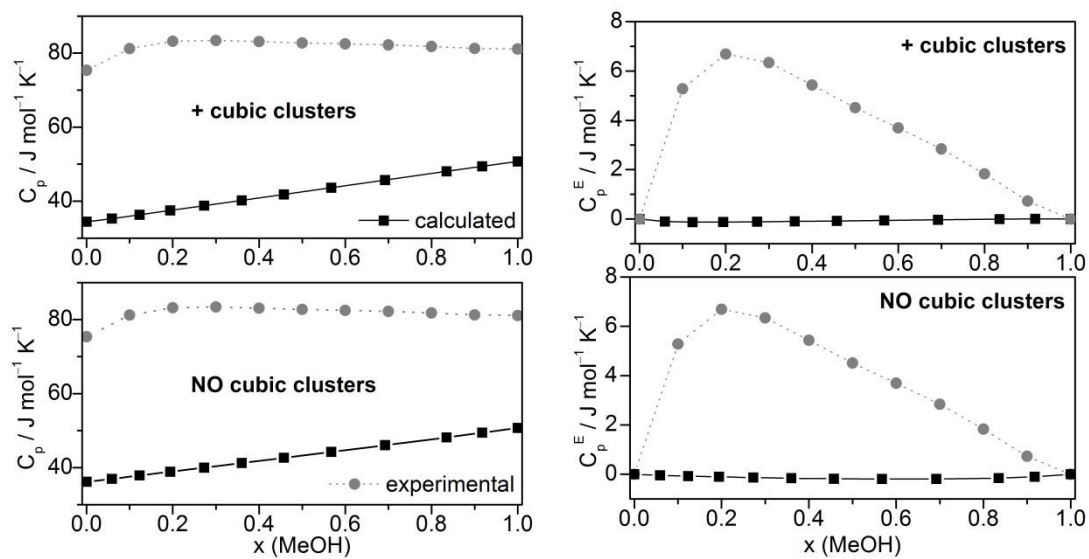 C_p / J mol⁻¹ K⁻¹
80
60
40
+ cubic clusters
calculated
0.0 0.2 0.4 0.6 0.8 1.0
C_p^E / J mol⁻¹ K⁻¹
8
6
4
2
0
+ cubic clusters
0.0 0.2 0.4 0.6 0.8 1.0
C_p / J mol⁻¹ K⁻¹
80
60
40
NO cubic clusters
experimental
0.0 0.2 0.4 0.6 0.8 1.0
x (MeOH)
C_p^E / J mol⁻¹ K⁻¹
8
6
4
2
0
NO cubic clusters
0.0 0.2 0.4 0.6 0.8 1.0
x (MeOH)